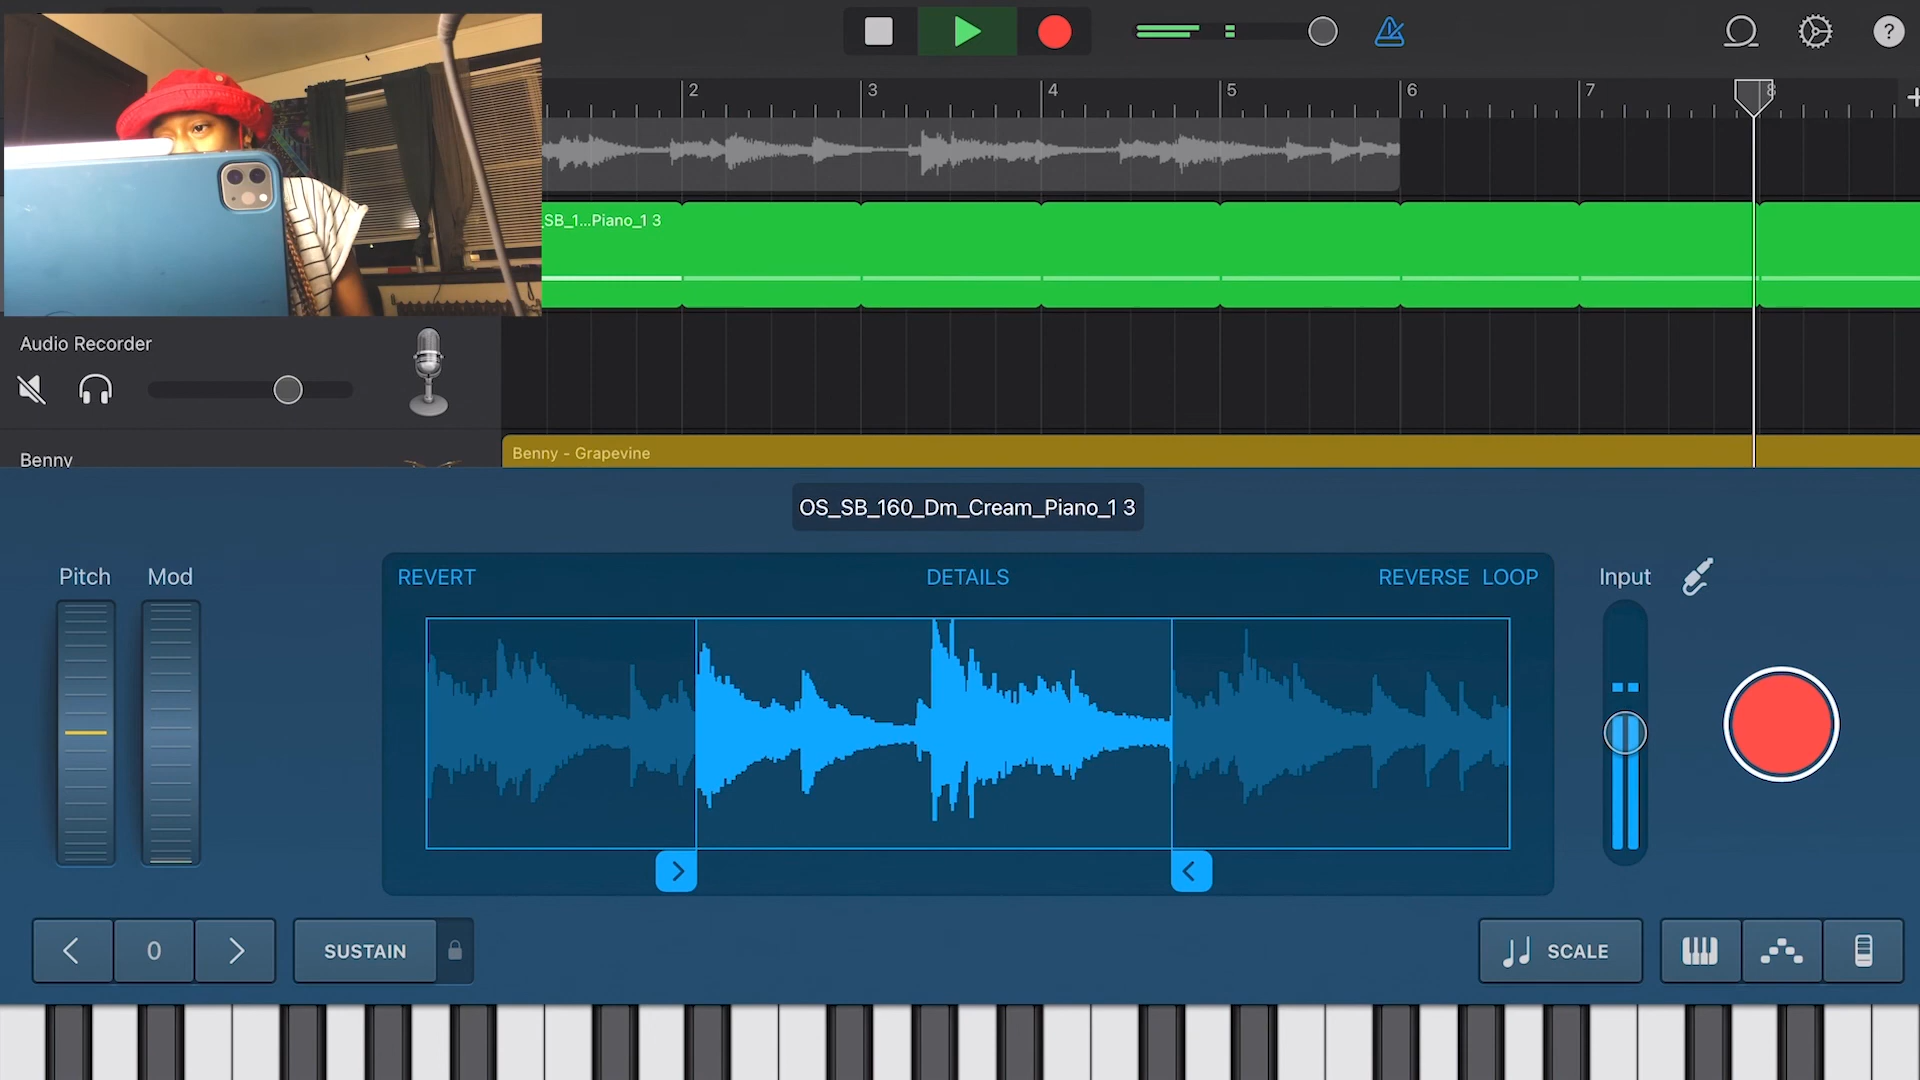 ?
2 3 4 5 6 7 8
SB_1...Piano_1 3
Audio Recorder
Benny
Benny - Grapevine
OS_SB_160_Dm_Cream_Piano_1 3
Pitch Mod
REVERT DETAILS REVERSE LOOP
Input
0 SUSTAIN
SCALE